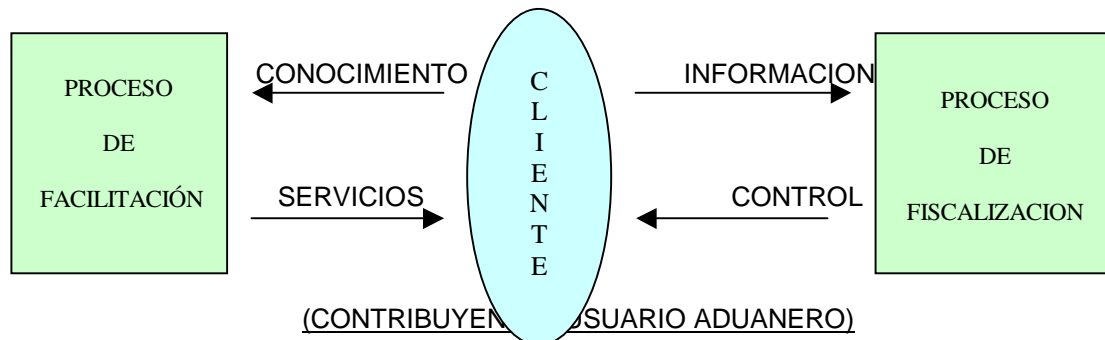 PROCESO
DE
FACILITACIÓN
CONOCIMIENTO
SERVICIOS
C
L
I
E
N
T
E
INFORMACION
CONTROL
PROCESO
DE
FISCALIZACION
(CONTRIBUYEN USUARIO ADUANERO)